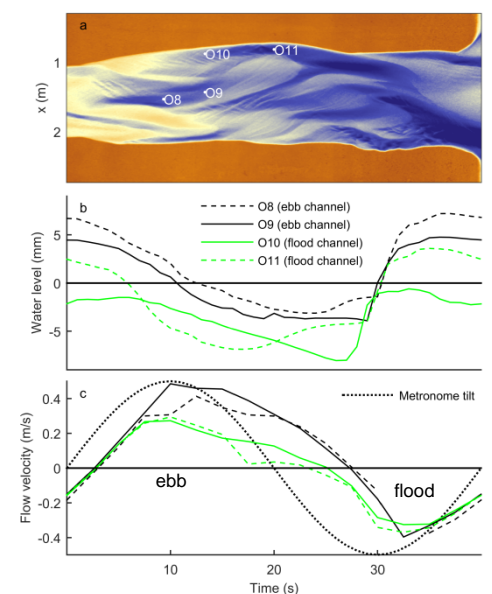 a
O10
O11
O8
O9
1
2
x (m)
b
O8 (ebb channel)
O9 (ebb channel)
O10 (flood channel)
O11 (flood channel)
5
0
-5
Water level (mm)
c
Metronome tilt
0.4
0.2
0
-0.2
-0.4
Flow velocity (m/s)
ebb
flood
10
20
30
Time (s)